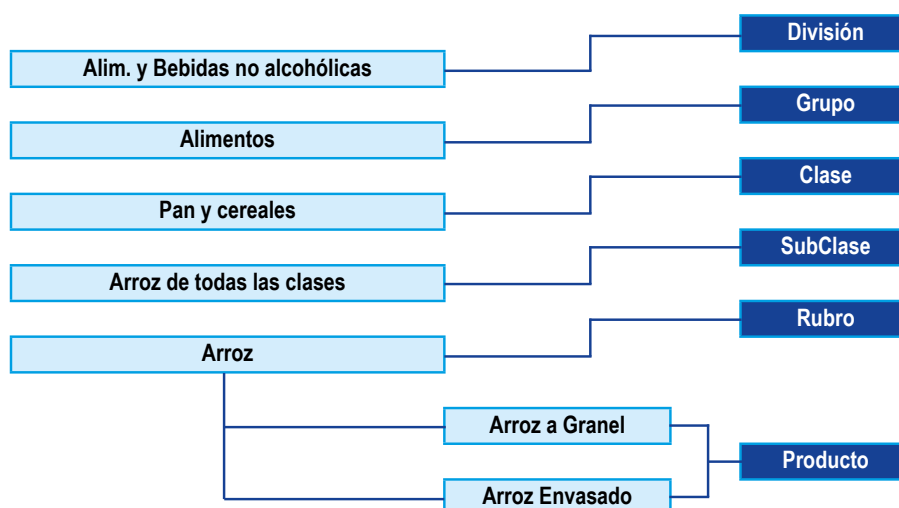 División
Alim. y Bebidas no alcohólicas
Grupo
Alimentos
Clase
Pan y cereales
SubClase
Arroz de todas las clases
Rubro
Arroz
Arroz a Granel
Producto
Arroz Envasado